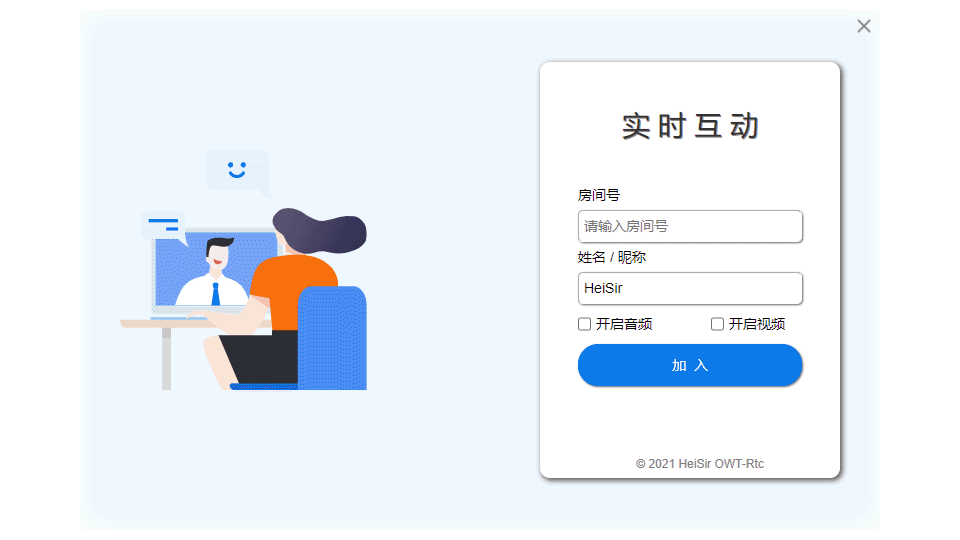 实时互动
房间号
请输入房间号
姓名 / 昵称
HeiSir
开启音频 开启视频
加 入
© 2021 HeiSir OWT-Rtc